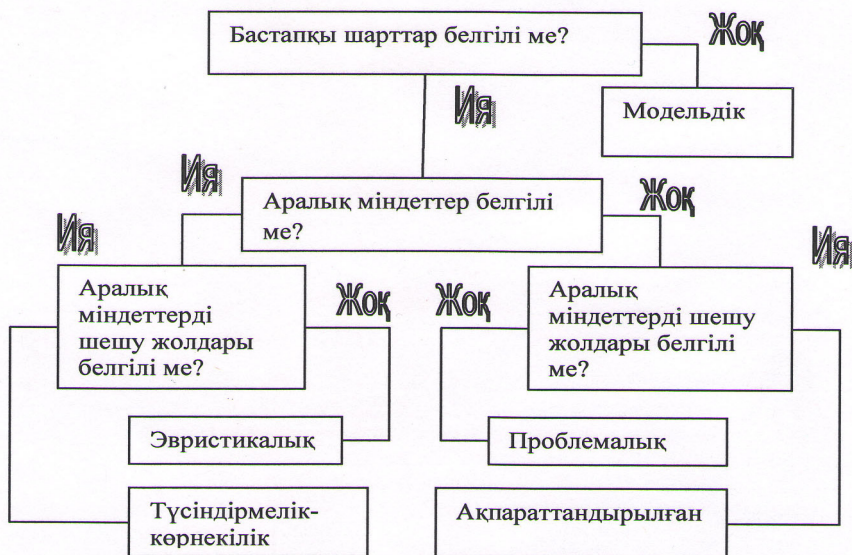 Бастапқы шарттар белгілі ме?
Жоқ
Модельдік
Ия
Ия
Аралық міндеттер белгілі
ме?
Жоқ
Ия
Аралық
міндеттерді
шешу жолдары
белгілі ме?
Жоқ
Жоқ
Аралық
міндеттерді шешу
жолдары белгілі
ме?
Ия
Эвристикалық
Проблемалық
Түсіндірмелік-
көрнекілік
Ақпараттандырылған